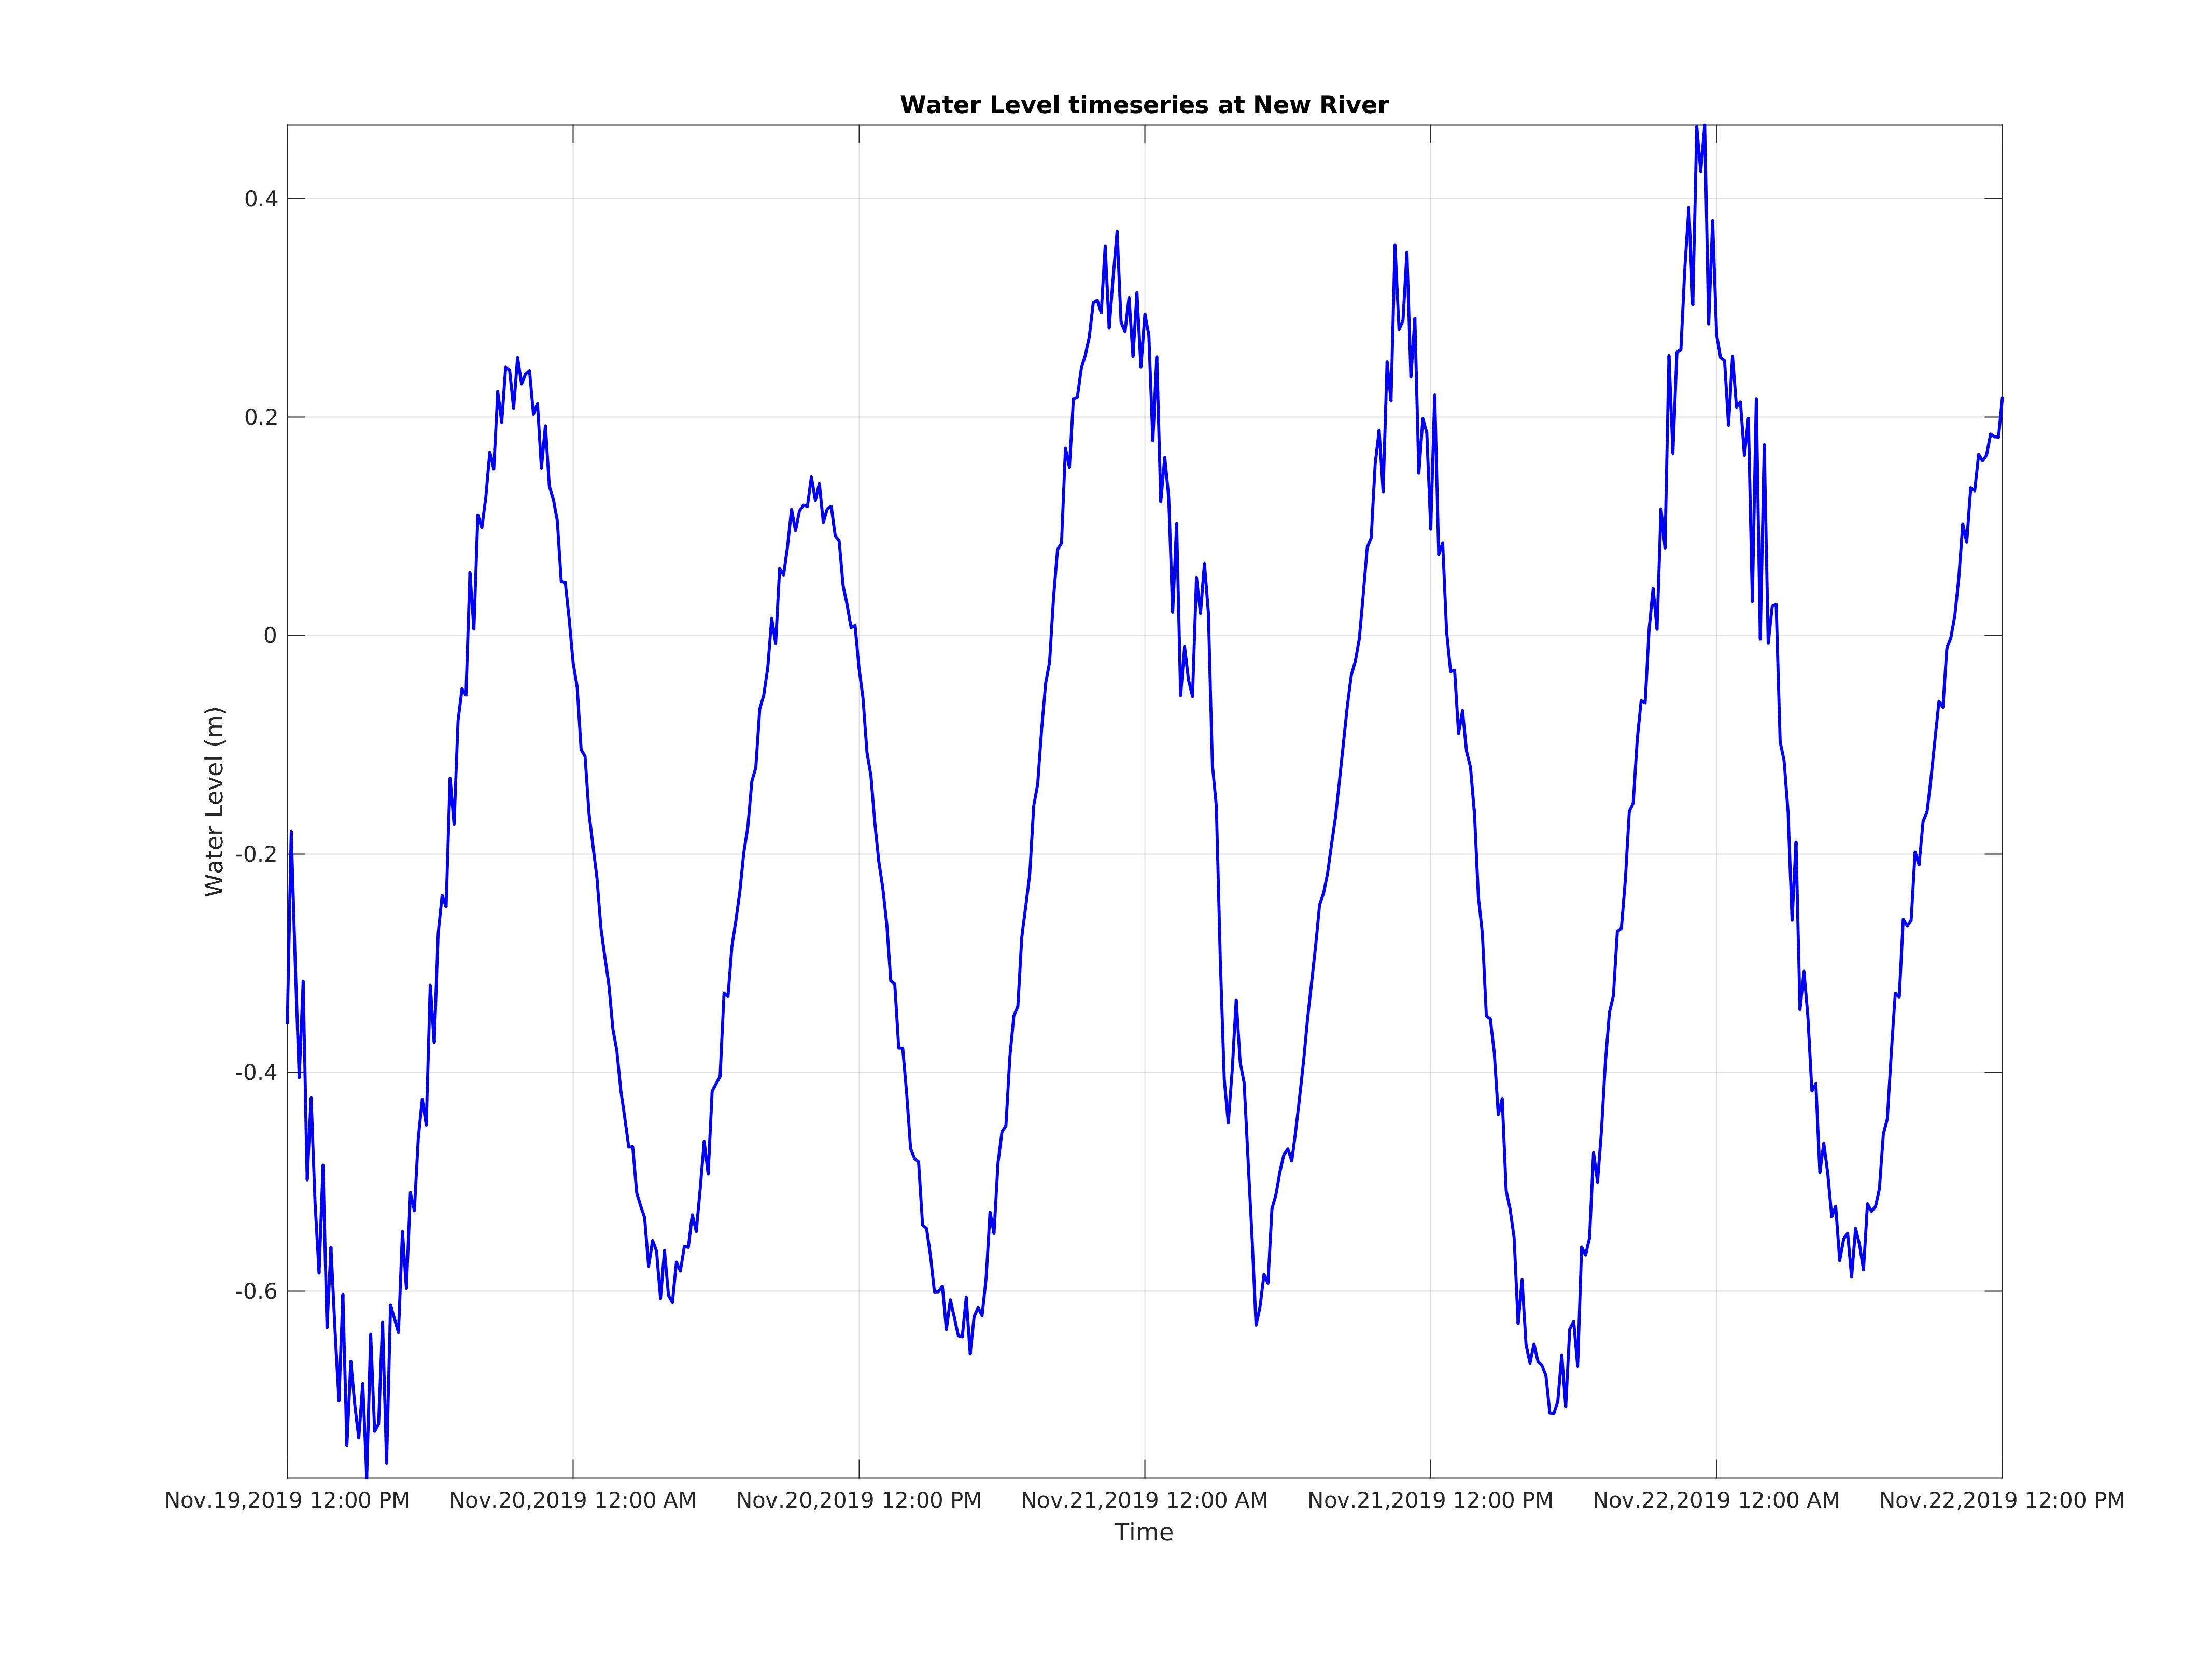 Water Level timeseries at New River
0.4
0.2
0
-0.2
-0.4
-0.6
Water Level (m)
Nov.19,2019 12:00 PM Nov.20,2019 12:00 AM Nov.20,2019 12:00 PM Nov.21,2019 12:00 AM Nov.21,2019 12:00 PM Nov.22,2019 12:00 AM Nov.22,2019 12:00 PM
Time